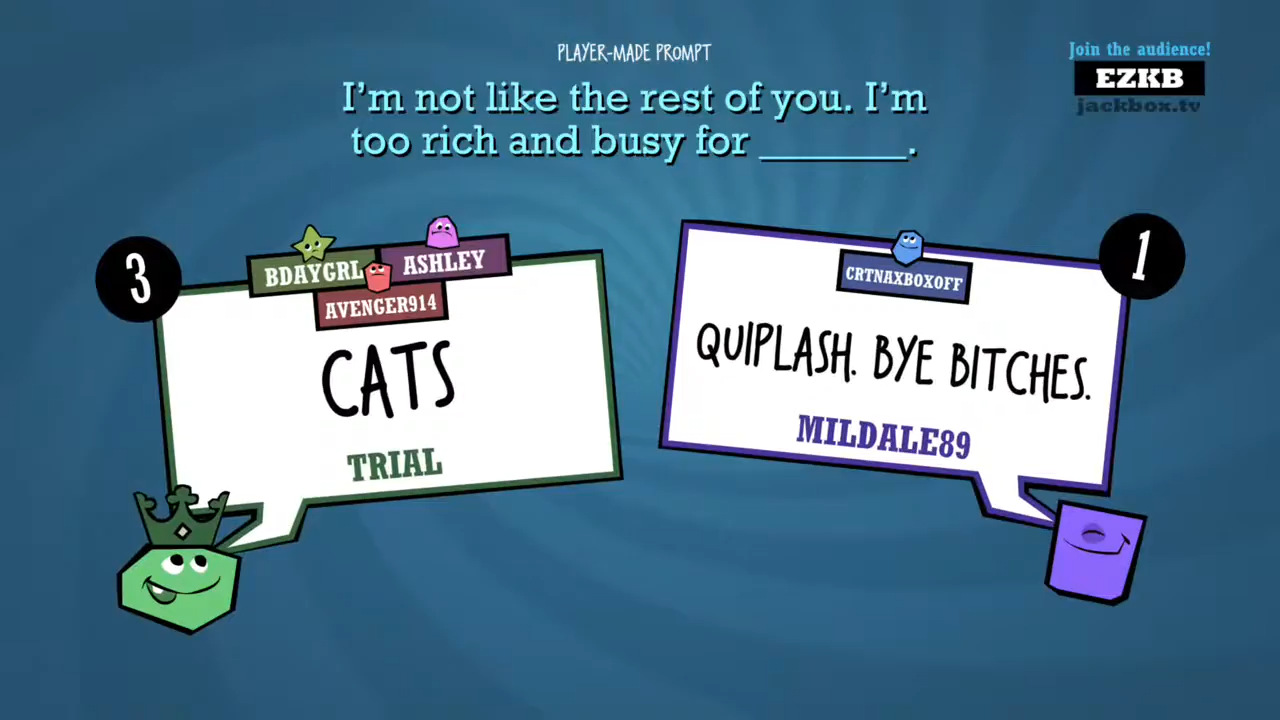 PLAYER-MADE PROMPT
I'm not like the rest of you. I'm
too rich and busy for _______.
Join the audience!
EZKB
jackbox.tv
3
BDAYGRL
ASHLEY
AVENGER914
CATS
TRIAL
1
CRTNAXBOXOFF
QUIPLASH. BYE BITCHES.
MILDALE89